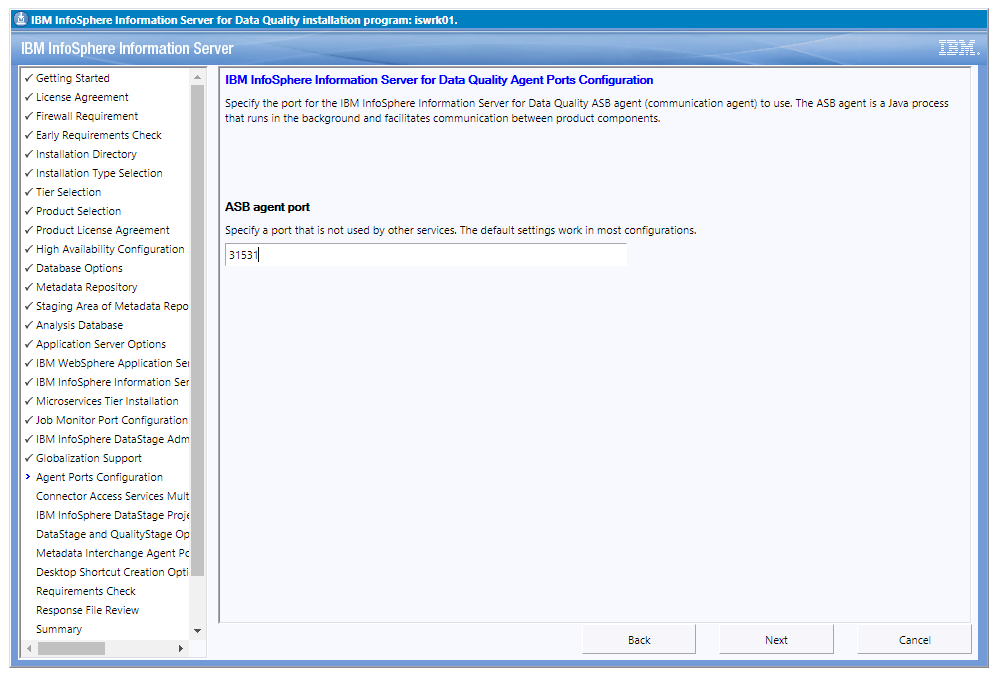 IBM InfoSphere Information Server for Data Quality installation program: iswrk01.
IBM InfoSphere Information Server
IBM.
✓ Getting Started
✓ License Agreement
✓ Firewall Requirement
✓ Early Requirements Check
✓ Installation Directory
✓ Installation Type Selection
✓ Tier Selection
✓ Product Selection
✓ Product License Agreement
✓ High Availability Configuration
✓ Database Options
✓ Metadata Repository
✓ Staging Area of Metadata Repo
✓ Analysis Database
✓ Application Server Options
✓ IBM WebSphere Application Ser
✓ IBM InfoSphere Information Ser
✓ Microservices Tier Installation
✓ Job Monitor Port Configuration
✓ IBM InfoSphere DataStage Adm
✓ Globalization Support
› Agent Ports Configuration
Connector Access Services Mult
IBM InfoSphere DataStage Proje
DataStage and QualityStage Op
Metadata Interchange Agent Po
Desktop Shortcut Creation Opti
Requirements Check
Response File Review
Summary
IBM InfoSphere Information Server for Data Quality Agent Ports Configuration
Specify the port for the IBM InfoSphere Information Server for Data Quality ASB agent (communication agent) to use. The ASB agent is a Java process
that runs in the background and facilitates communication between product components.
ASB agent port
Specify a port that is not used by other services. The default settings work in most configurations.
31531
Back
Next
Cancel